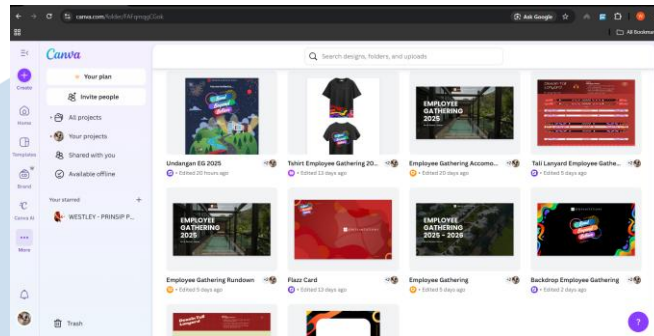 canva.com/folder/
Ask Google
All Bookmar
Canva
Search designs, folders, and uploads
Create
Your plan
Invite people
Home
All projects
Your projects
Templates
Shared with you
Available offline
Brand
Your starred
Canva AI
WESTLEY - PRINSIP P...
More
Trash
Undangan EG 2025
Edited 20 hours ago
Tshirt Employee Gathering 20...
Edited 13 days ago
EMPLOYEE
GATHERING
2025
Employee Gathering Accomo...
Edited 20 days ago
Tali Lanyard Employee Gathe...
Edited 5 days ago
EMPLOYEE
GATHERING
2025
Employee Gathering Rundown
Edited 5 days ago
Flazz Card
Edited 13 days ago
EMPLOYEE
GATHERING
2025 - 2026
Employee Gathering
Edited 5 days ago
Backdrop Employee Gathering
Edited 2 days ago
?